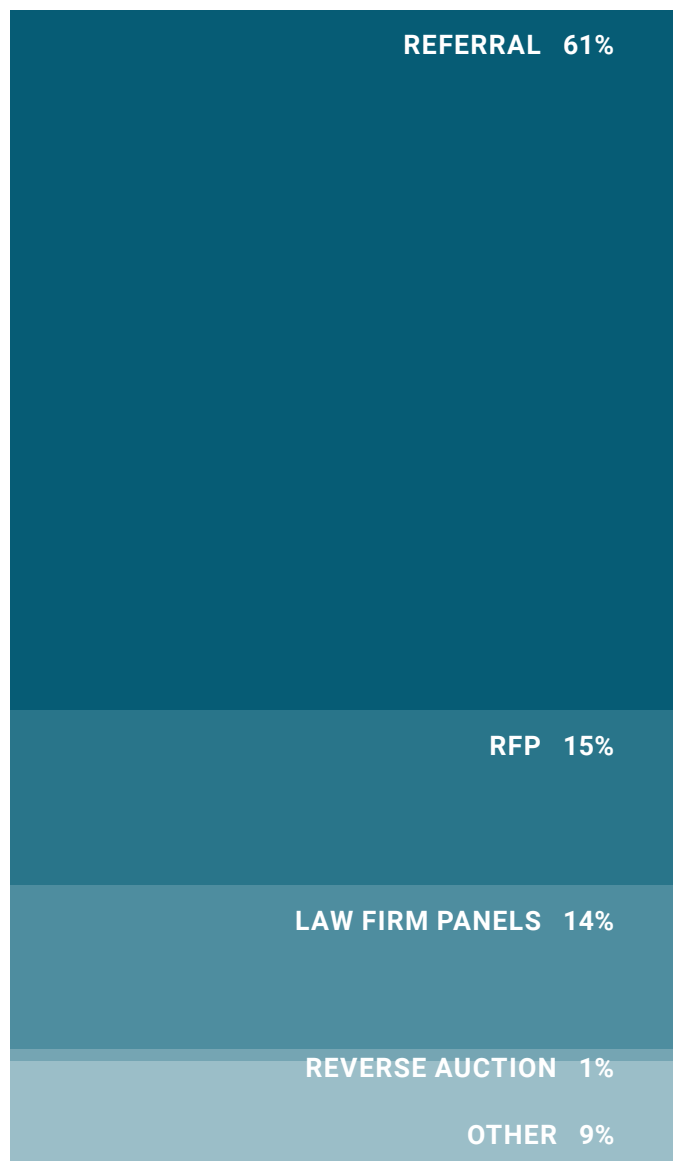 REFERRAL 61%
RFP 15%
LAW FIRM PANELS 14%
REVERSE AUCTION 1%
OTHER 9%